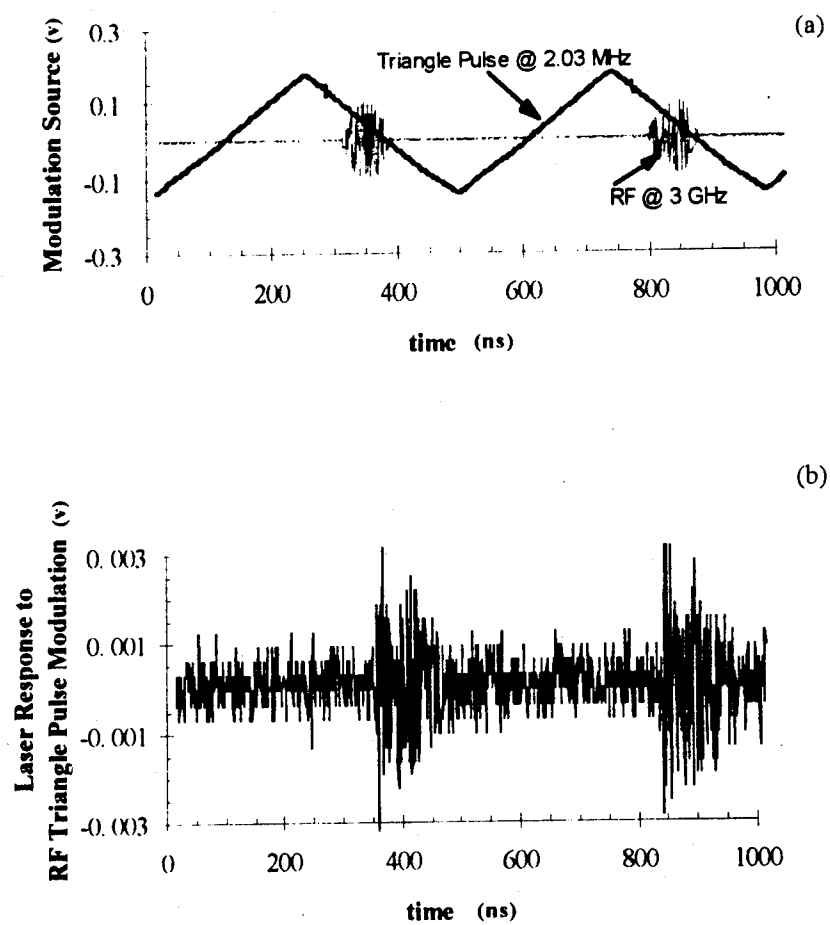 (a)
Modulation Source (v)
0.3
0.1
-0.1
-0.3
Triangle Pulse @ 2.03 MHz
RF @ 3 GHz
0 200 400 600 800 1000
time (ns)
(b)
Laser Response to
RF Triangle Pulse Modulation (v)
0.003
0.001
-0.001
-0.003
0 200 400 600 800 1000
time (ns)